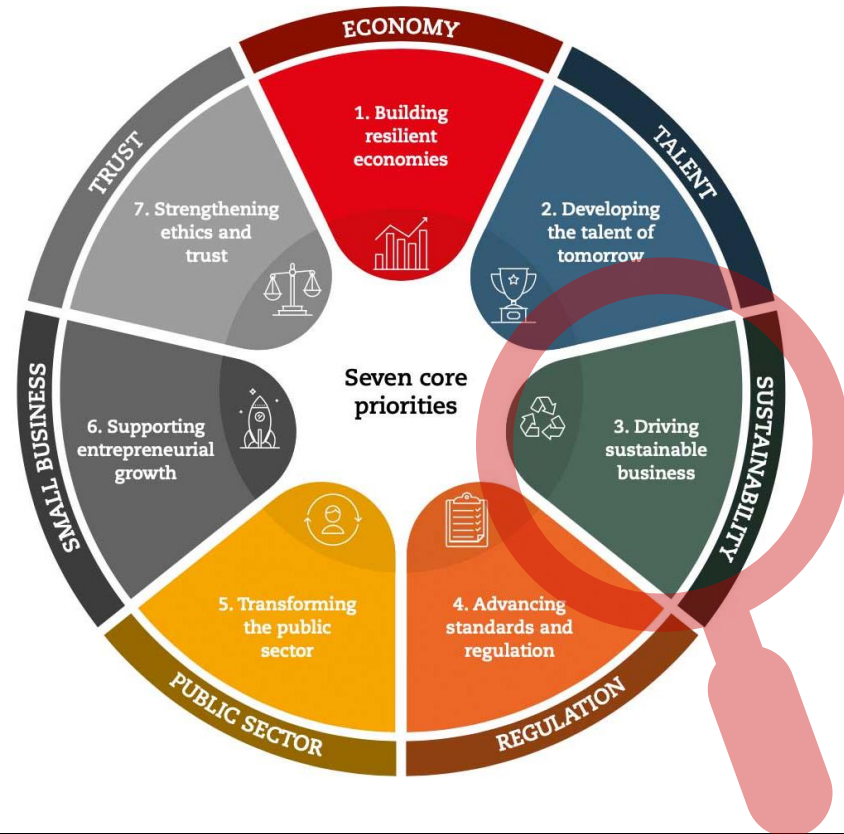 ECONOMY
1. Building
resilient
economies
TALENT
2. Developing
the talent of
tomorrow
SUSTAINABILITY
3. Driving
sustainable
business
REGULATION
4. Advancing
standards and
regulation
PUBLIC SECTOR
5. Transforming
the public
sector
SMALL BUSINESS
6. Supporting
entrepreneurial
growth
TRUST
7. Strengthening
ethics and
trust
Seven core
priorities